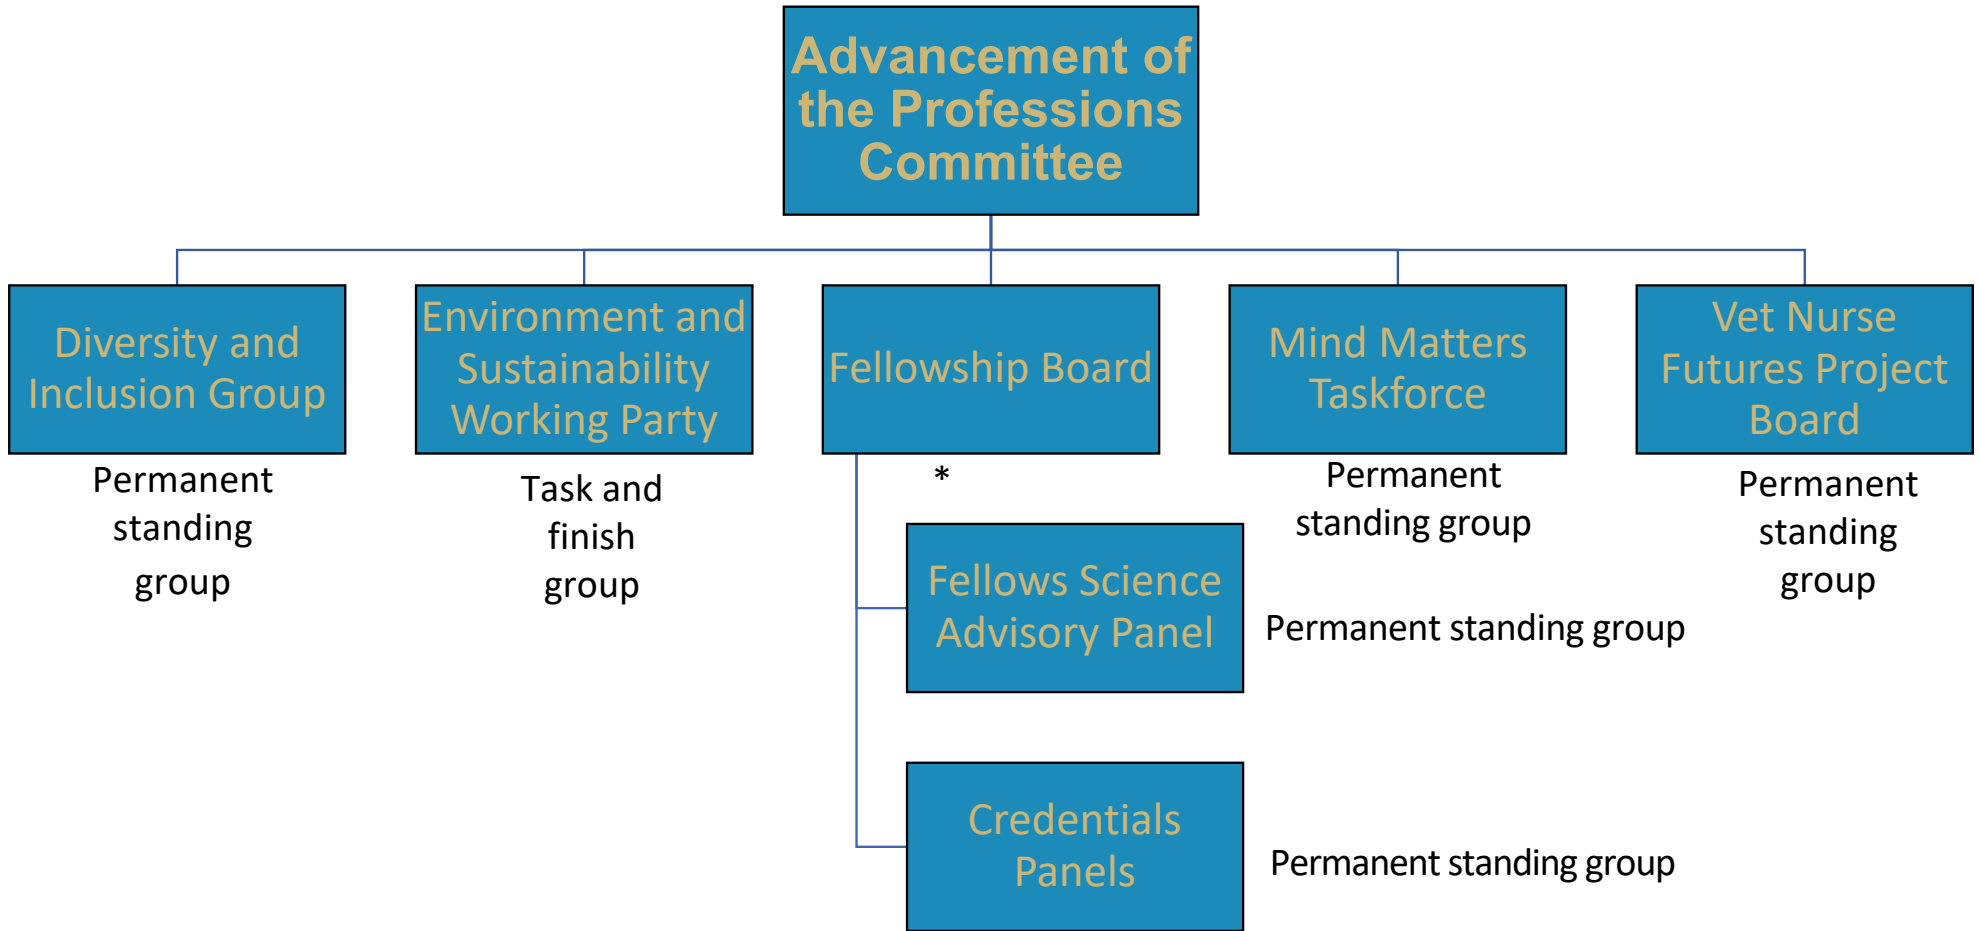 Advancement of
the Professions
Committee
Diversity and
Inclusion Group
Permanent
standing
group
Environment and
Sustainability
Working Party
Task and
finish
group
Fellowship Board
*
Mind Matters
Taskforce
Permanent
standing group
Vet Nurse
Futures Project
Board
Permanent
standing
group
Fellows Science
Advisory Panel
Permanent standing group
Credentials
Panels
Permanent standing group